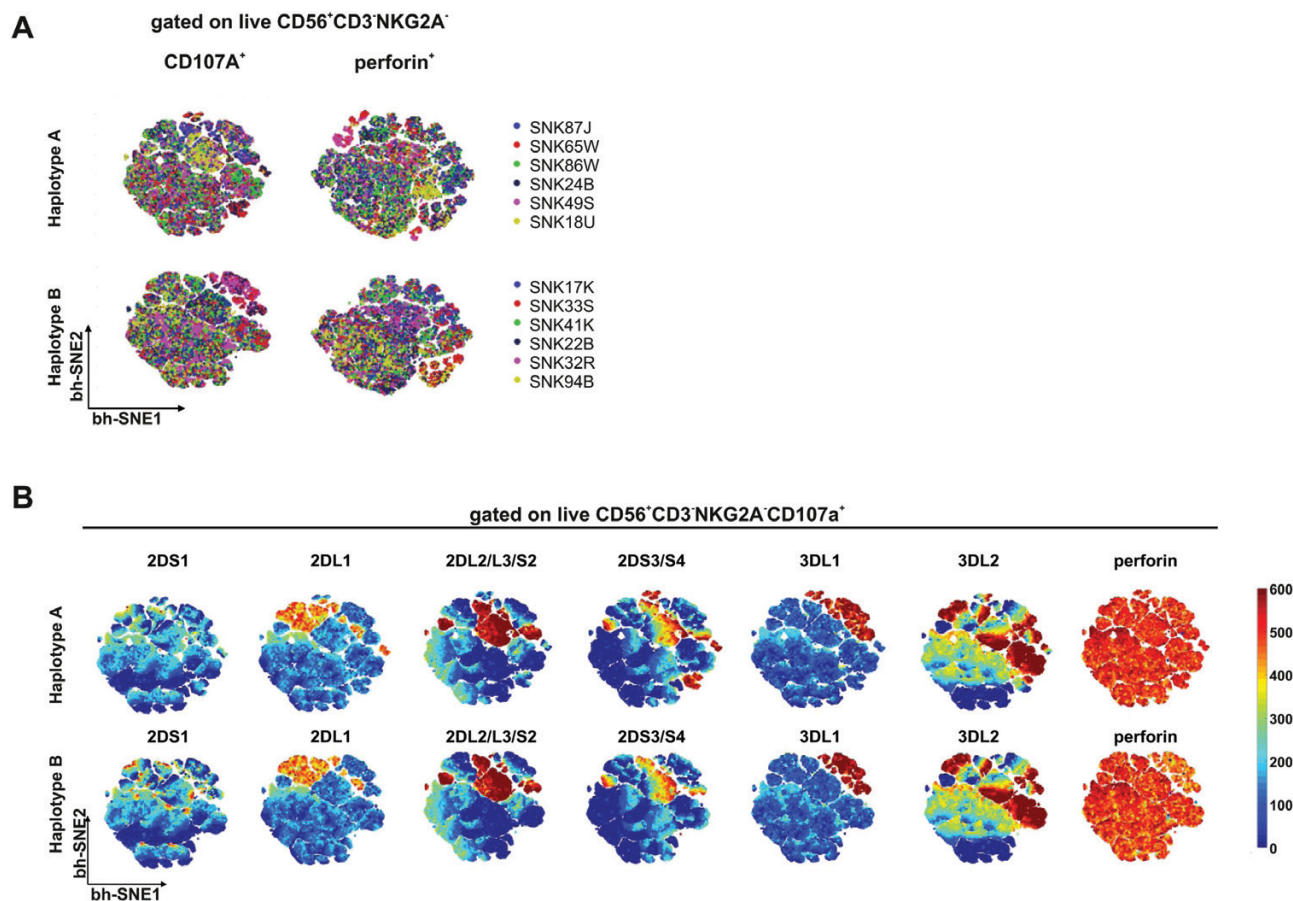 A
gated on live CD56⁺CD3⁻NKG2A⁻
CD107A⁺ perforin⁺
Haplotype A
SNK87J
SNK65W
SNK86W
SNK24B
SNK49S
SNK18U
Haplotype B
bh-SNE2
bh-SNE1
SNK17K
SNK33S
SNK41K
SNK22B
SNK32R
SNK94B
B
gated on live CD56⁺CD3⁻NKG2A⁻CD107a⁺
2DS1 2DL1 2DL2/L3/S2 2DS3/S4 3DL1 3DL2 perforin
Haplotype A
2DS1 2DL1 2DL2/L3/S2 2DS3/S4 3DL1 3DL2 perforin
Haplotype B
bh-SNE2
bh-SNE1
600
500
400
300
200
100
0